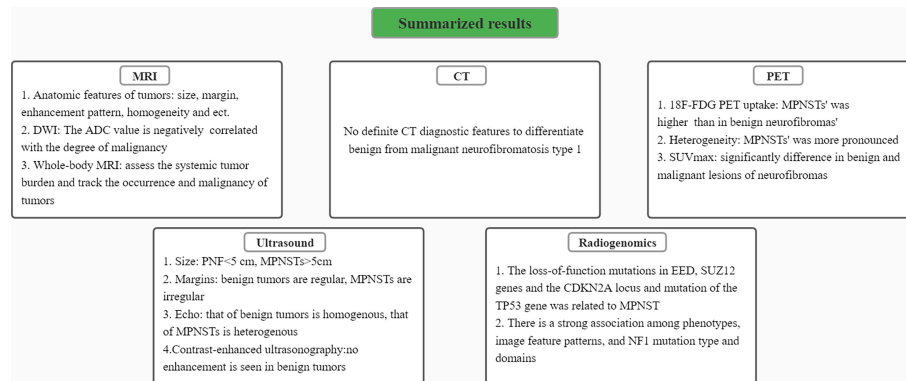 Summarized results
MRI
1. Anatomic features of tumors: size, margin,
enhancement pattern, homogeneity and ect.
2. DWI: The ADC value is negatively correlated
with the degree of malignancy
3. Whole-body MRI: assess the systemic tumor
burden and track the occurrence and malignancy of
tumors
CT
No definite CT diagnostic features to differentiate
benign from malignant neurofibromatosis type 1
PET
1. 18F-FDG PET uptake: MPNSTs' was
higher than in benign neurofibromas'
2. Heterogeneity: MPNSTs' was more pronounced
3. SUVmax: significantly difference in benign and
malignant lesions of neurofibromas
Ultrasound
1. Size: PNF<5 cm, MPNSTs>5cm
2. Margins: benign tumors are regular, MPNSTs are
irregular
3. Echo: that of benign tumors is homogenous, that
of MPNSTs is heterogenous
4.Contrast-enhanced ultrasonography:no
enhancement is seen in benign tumors
Radiogenomics
1. The loss-of-function mutations in EED, SUZ12
genes and the CDKN2A locus and mutation of the
TP53 gene was related to MPNST
2. There is a strong association among phenotypes,
image feature patterns, and NF1 mutation type and
domains